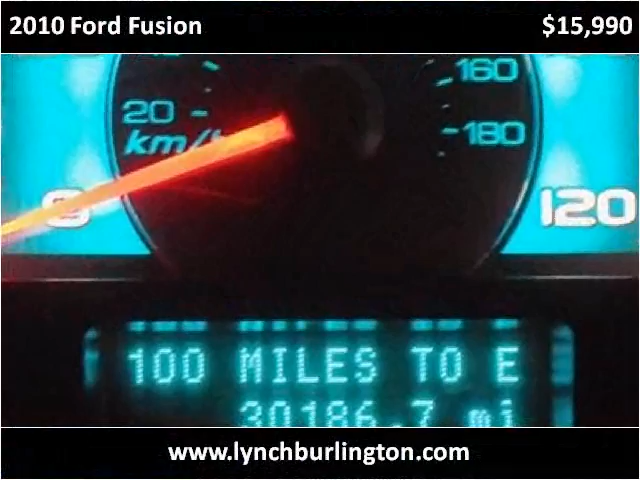 2010 Ford Fusion $15,990
160
20
180
km/h
0 120
100 MILES TO E
30186.7 mi
www.lynchburlington.com